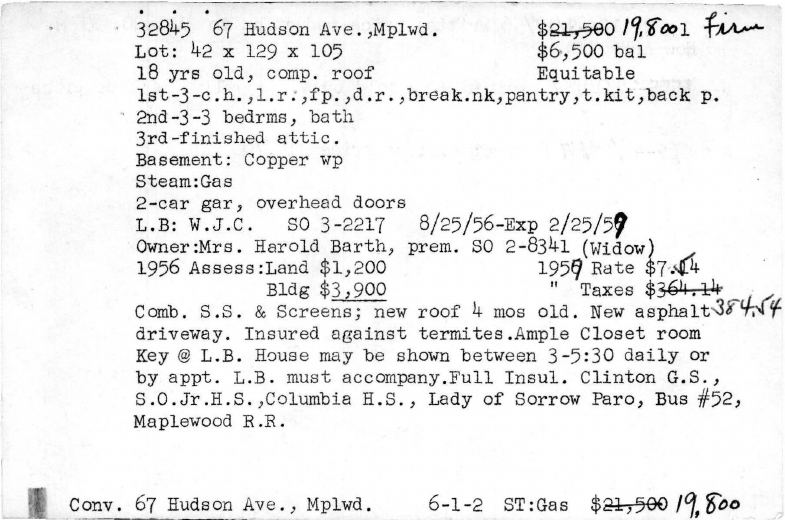 32845 67 Hudson Ave.,Mplwd. $21,500 19,800 firm
Lot: 42 x 129 x 105 $6,500 bal
18 yrs old, comp. roof Equitable
1st-3-c.h.,l.r.,fp.,d.r.,break.nk,pantry,t.kit,back p.
2nd-3-3 bedrms, bath
3rd-finished attic.
Basement: Copper wp
Steam:Gas
2-car gar, overhead doors
L.B: W.J.C. SO 3-2217 8/25/56-Exp 2/25/57
Owner:Mrs. Harold Barth, prem. SO 2-8341 (Widow)
1956 Assess:Land $1,200 1957 Rate $7.54
Bldg $3,900 " Taxes $364.14 384.54
Comb. S.S. & Screens; new roof 4 mos old. New asphalt
driveway. Insured against termites.Ample Closet room
Key @ L.B. House may be shown between 3-5:30 daily or
by appt. L.B. must accompany.Full Insul. Clinton G.S.,
S.O.Jr.H.S.,Columbia H.S., Lady of Sorrow Paro, Bus #52,
Maplewood R.R.
Conv. 67 Hudson Ave., Mplwd. 6-1-2 ST:Gas $21,500 19,800